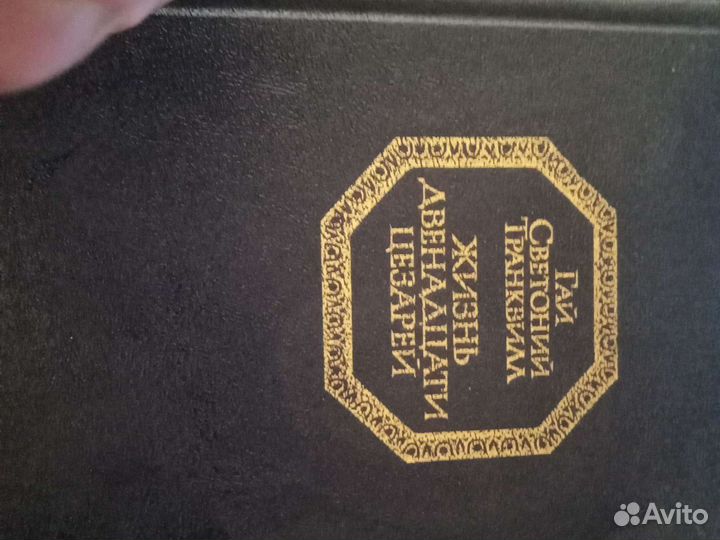 ГАЙ
СВЕТОНИЙ
ТРАНКВИЛЛ
ЖИЗНЬ
ДВЕНАДЦАТИ
ЦЕЗАРЕЙ
Avito